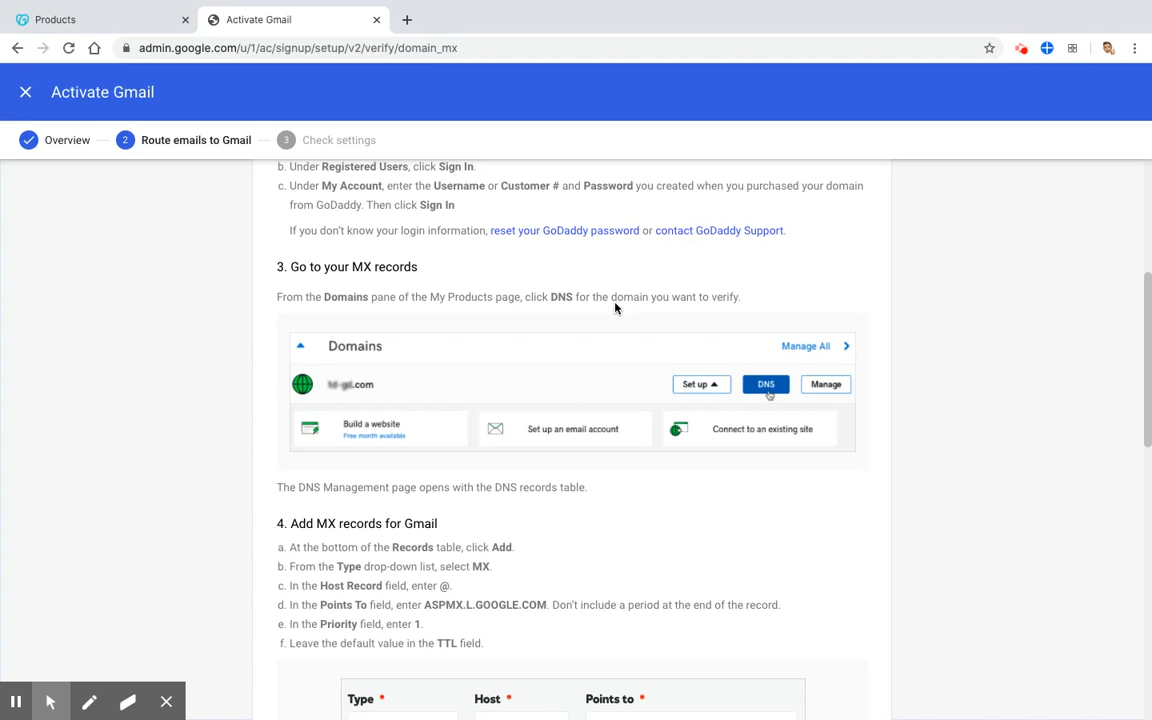 Products
Activate Gmail
admin.google.com/u/1/ac/signup/setup/v2/verify/domain_mx
Activate Gmail
Overview
2 Route emails to Gmail
3 Check settings
b. Under Registered Users, click Sign In.
c. Under My Account, enter the Username or Customer # and Password you created when you purchased your domain
from GoDaddy. Then click Sign In
If you don't know your login information, reset your GoDaddy password or contact GoDaddy Support.
3. Go to your MX records
From the Domains pane of the My Products page, click DNS for the domain you want to verify.
Domains
Manage All
.com
Set up
DNS
Manage
Build a website
Free month available
Set up an email account
Connect to an existing site
The DNS Management page opens with the DNS records table.
4. Add MX records for Gmail
a. At the bottom of the Records table, click Add.
b. From the Type drop-down list, select MX.
c. In the Host Record field, enter @.
d. In the Points To field, enter ASPMX.L.GOOGLE.COM. Don't include a period at the end of the record.
e. In the Priority field, enter 1.
f. Leave the default value in the TTL field.
Type *
Host *
Points to *